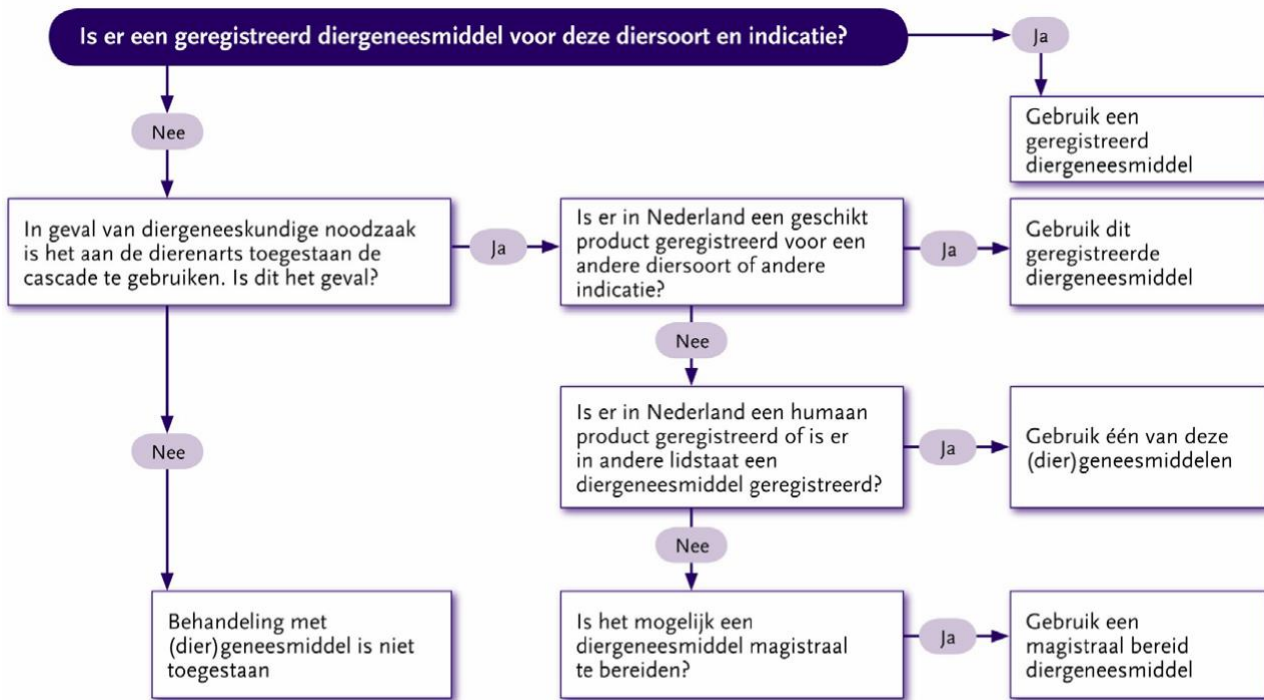 Is er een geregistreerd diergeneesmiddel voor deze diersoort en indicatie?
Ja
Gebruik een
geregistreerd
diergeneesmiddel
Nee
In geval van diergeneeskundige noodzaak
is het aan de dierenarts toegestaan de
cascade te gebruiken. Is dit het geval?
Ja
Is er in Nederland een geschikt
product geregistreerd voor een
andere diersoort of andere
indicatie?
Ja
Gebruik dit
geregistreerde
diergeneesmiddel
Nee
Is er in Nederland een humaan
product geregistreerd of is er
in andere lidstaat een
diergeneesmiddel geregistreerd?
Ja
Gebruik één van deze
(dier)geneesmiddelen
Nee
Nee
Behandeling met
(dier)geneesmiddel is niet
toegestaan
Is het mogelijk een
diergeneesmiddel magistraal
te bereiden?
Ja
Gebruik een
magistraal bereid
diergeneesmiddel